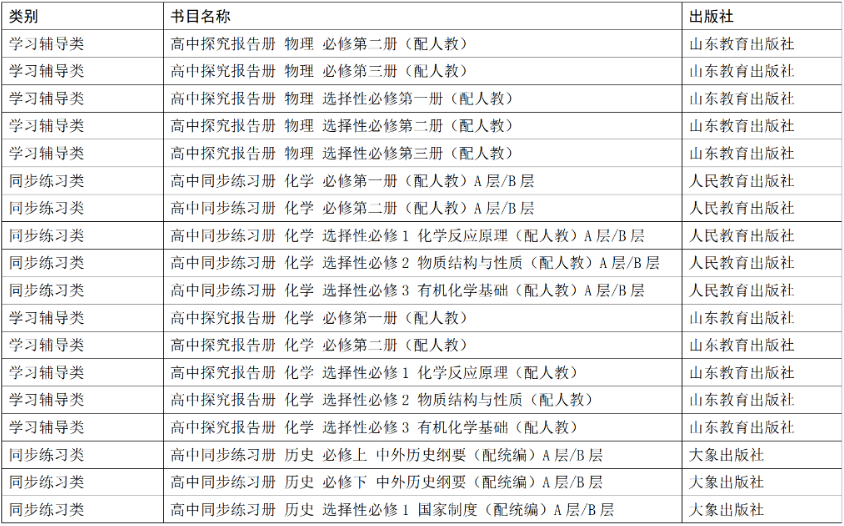 类别 书目名称 出版社
学习辅导类 高中探究报告册 物理 必修第二册（配人教） 山东教育出版社
学习辅导类 高中探究报告册 物理 必修第三册（配人教） 山东教育出版社
学习辅导类 高中探究报告册 物理 选择性必修第一册（配人教） 山东教育出版社
学习辅导类 高中探究报告册 物理 选择性必修第二册（配人教） 山东教育出版社
学习辅导类 高中探究报告册 物理 选择性必修第三册（配人教） 山东教育出版社
同步练习类 高中同步练习册 化学 必修第一册（配人教）A 层/B 层 人民教育出版社
同步练习类 高中同步练习册 化学 必修第二册（配人教）A 层/B 层 人民教育出版社
同步练习类 高中同步练习册 化学 选择性必修 1 化学反应原理（配人教）A 层/B 层 人民教育出版社
同步练习类 高中同步练习册 化学 选择性必修 2 物质结构与性质（配人教）A 层/B 层 人民教育出版社
同步练习类 高中同步练习册 化学 选择性必修 3 有机化学基础（配人教）A 层/B 层 人民教育出版社
学习辅导类 高中探究报告册 化学 必修第一册（配人教） 山东教育出版社
学习辅导类 高中探究报告册 化学 必修第二册（配人教） 山东教育出版社
学习辅导类 高中探究报告册 化学 选择性必修 1 化学反应原理（配人教） 山东教育出版社
学习辅导类 高中探究报告册 化学 选择性必修 2 物质结构与性质（配人教） 山东教育出版社
学习辅导类 高中探究报告册 化学 选择性必修 3 有机化学基础（配人教） 山东教育出版社
同步练习类 高中同步练习册 历史 必修上 中外历史纲要（配统编）A 层/B 层 大象出版社
同步练习类 高中同步练习册 历史 必修下 中外历史纲要（配统编）A 层/B 层 大象出版社
同步练习类 高中同步练习册 历史 选择性必修 1 国家制度（配统编）A 层/B 层 大象出版社